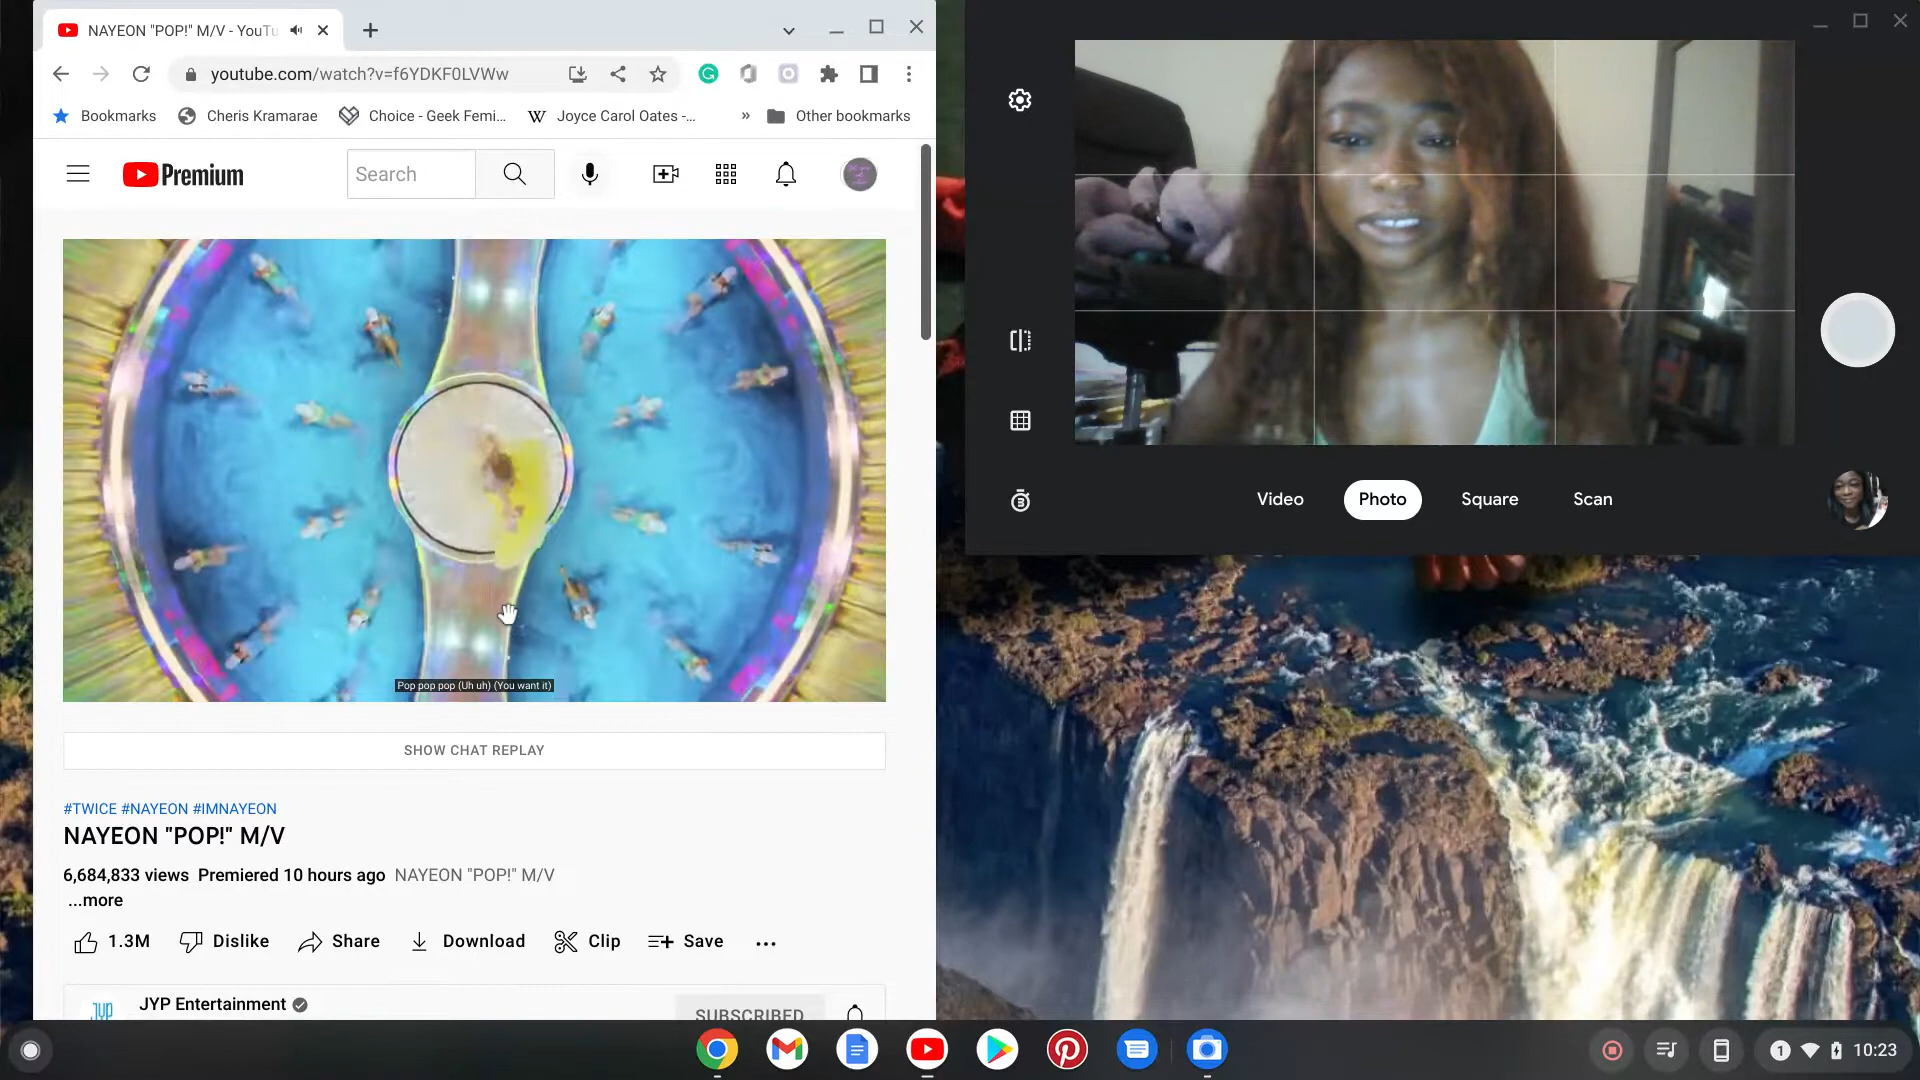 NAYEON "POP!" M/V - YouTu
youtube.com/watch?v=f6YDKF0LVWw
Bookmarks
Cheris Kramarae
Choice - Geek Femi...
W
Joyce Carol Oates -...
»
Other bookmarks
Premium
Search
Pop pop pop (Uh uh) (You want it)
SHOW CHAT REPLAY
#TWICE #NAYEON #IMNAYEON
NAYEON "POP!" M/V
6,684,833 views Premiered 10 hours ago NAYEON "POP!" M/V
...more
1.3M
Dislike
Share
Download
Clip
Save
JYP
JYP Entertainment
SUBSCRIBED
3
Video
Photo
Square
Scan
1
10:23